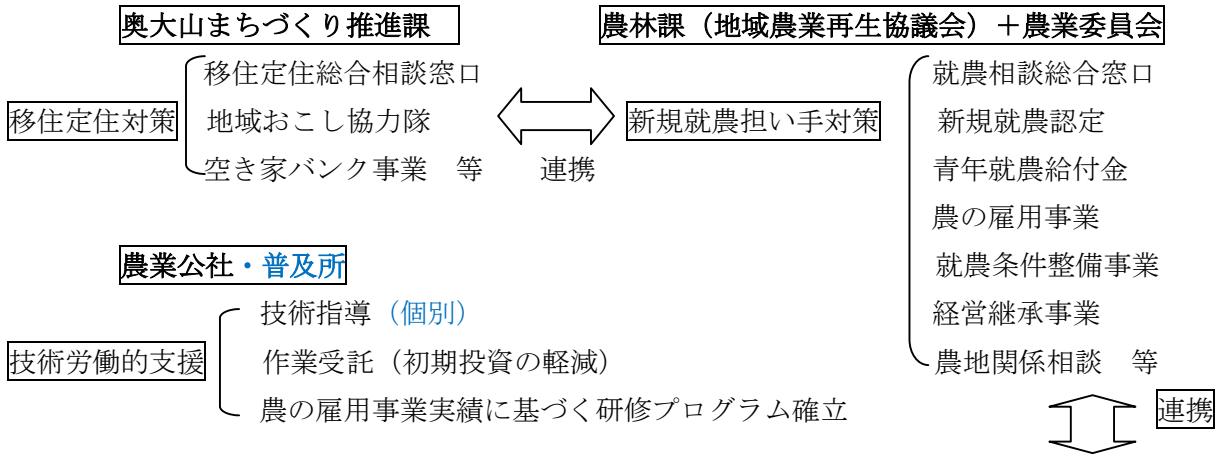 奥大山まちづくり推進課
農林課（地域農業再生協議会）＋農業委員会
移住定住対策
移住定住総合相談窓口
地域おこし協力隊
空き家バンク事業　等
連携
新規就農担い手対策
就農相談総合窓口
新規就農認定
青年就農給付金
農の雇用事業
就農条件整備事業
経営継承事業
農地関係相談　等
農業公社・普及所
技術労働的支援
技術指導（個別）
作業受託（初期投資の軽減）
農の雇用事業実績に基づく研修プログラム確立
連携